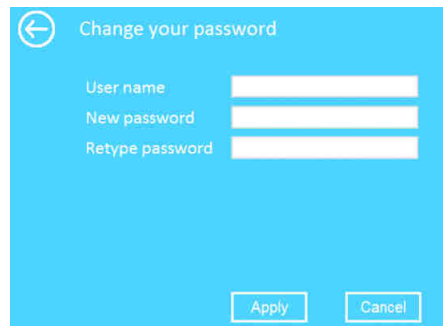 Change your password
User name
New password
Retype password
Apply Cancel